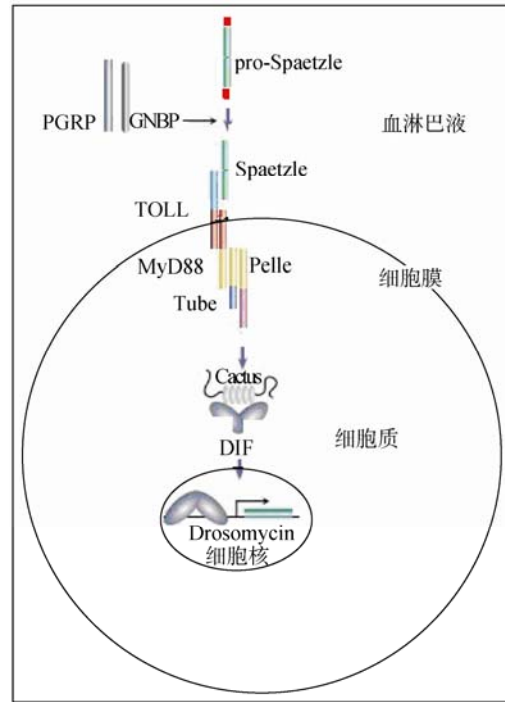 pro-Spaetzle
PGRP GNBP
血淋巴液
Spaetzle
TOLL
MyD88 Pelle
细胞膜
Tube
Cactus
细胞质
DIF
Drosomycin
细胞核